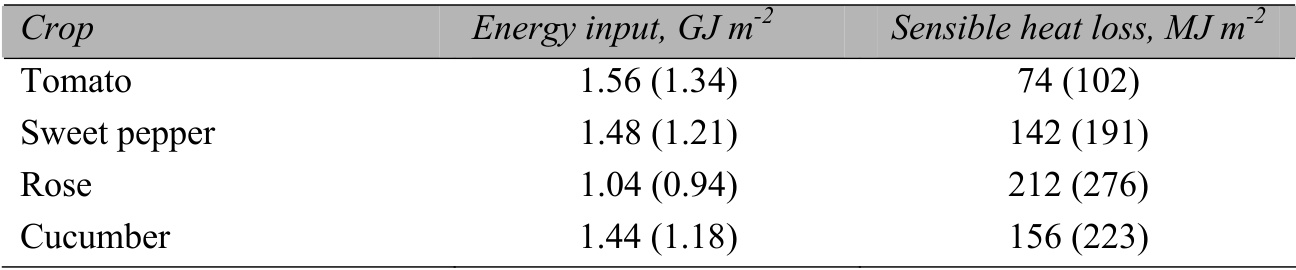 Crop Energy input, GJ m-2 Sensible heat loss, MJ m-2
Tomato 1.56 (1.34) 74 (102)
Sweet pepper 1.48 (1.21) 142 (191)
Rose 1.04 (0.94) 212 (276)
Cucumber 1.44 (1.18) 156 (223)